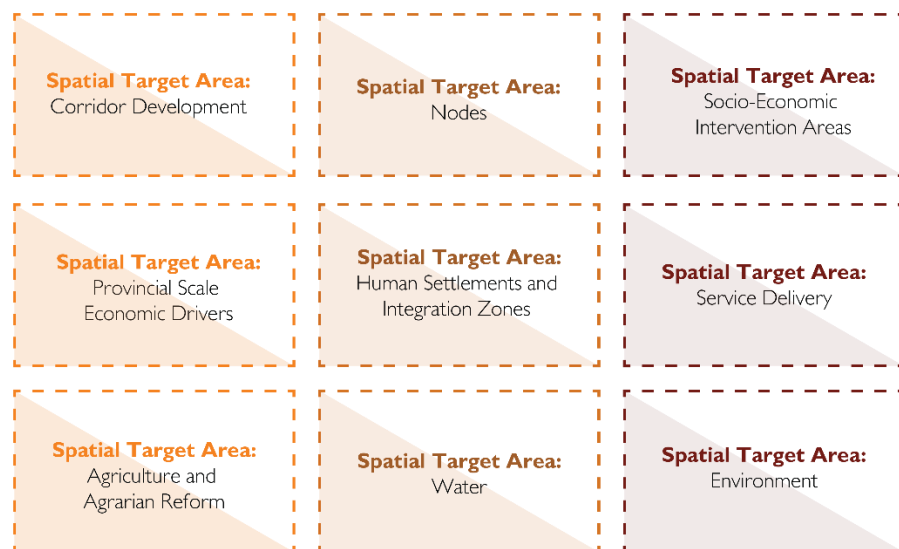 Spatial Target Area:
Corridor Development
Spatial Target Area:
Nodes
Spatial Target Area:
Socio-Economic
Intervention Areas
Spatial Target Area:
Provincial Scale
Economic Drivers
Spatial Target Area:
Human Settlements and
Integration Zones
Spatial Target Area:
Service Delivery
Spatial Target Area:
Agriculture and
Agrarian Reform
Spatial Target Area:
Water
Spatial Target Area:
Environment